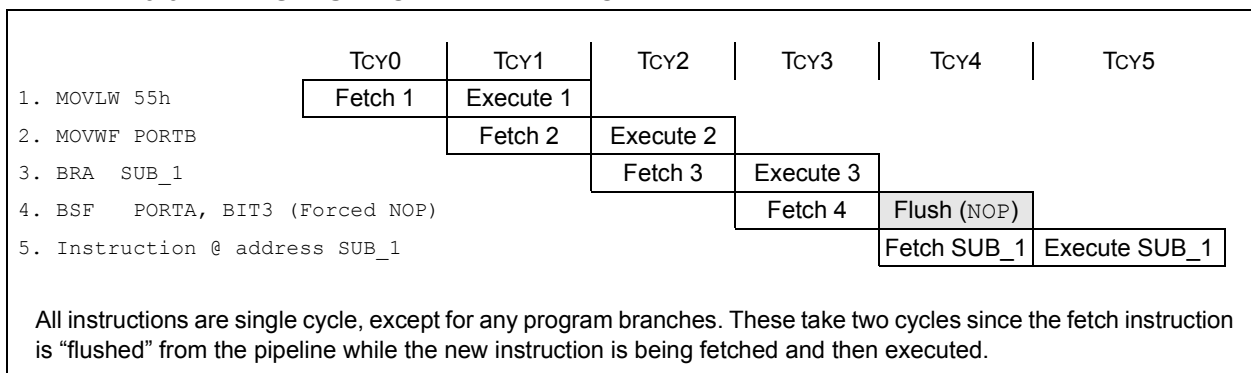 TCY0 TCY1 TCY2 TCY3 TCY4 TCY5
1. MOVLW 55h Fetch 1 Execute 1
2. MOVWF PORTB Fetch 2 Execute 2
3. BRA SUB_1 Fetch 3 Execute 3
4. BSF PORTA, BIT3 (Forced NOP) Fetch 4 Flush (NOP)
5. Instruction @ address SUB_1 Fetch SUB_1 Execute SUB_1
All instructions are single cycle, except for any program branches. These take two cycles since the fetch instruction
is “flushed” from the pipeline while the new instruction is being fetched and then executed.